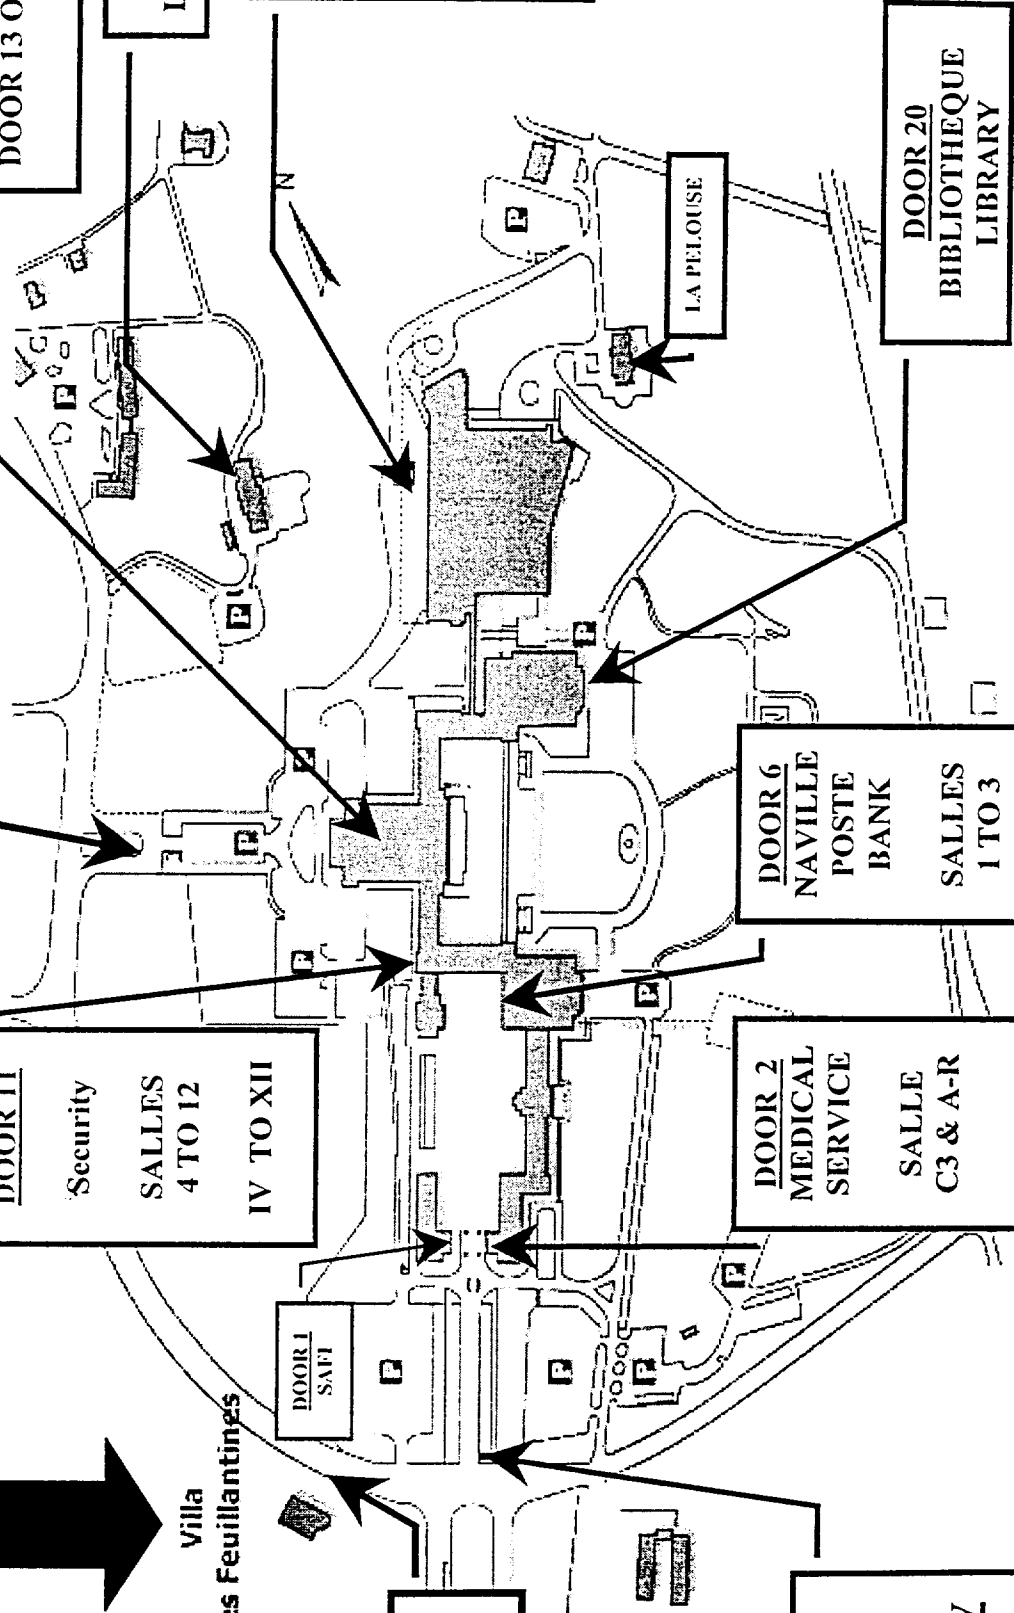 DOOR 13 O
N
P
P
P
P
P
P
P
P
P
P
P
P
P
LA PELOUSE
DOOR 20
BIBLIOTHEQUE
LIBRARY
DOOR 6
NAVILLE
POSTE
BANK
SALLES
1 TO 3
DOOR 11
Security
SALLES
4 TO 12
IV TO XII
DOOR 2
MEDICAL
SERVICE
SALLE
C3 & A-R
DOOR 1
SAFI
Villa
s Feuillantines